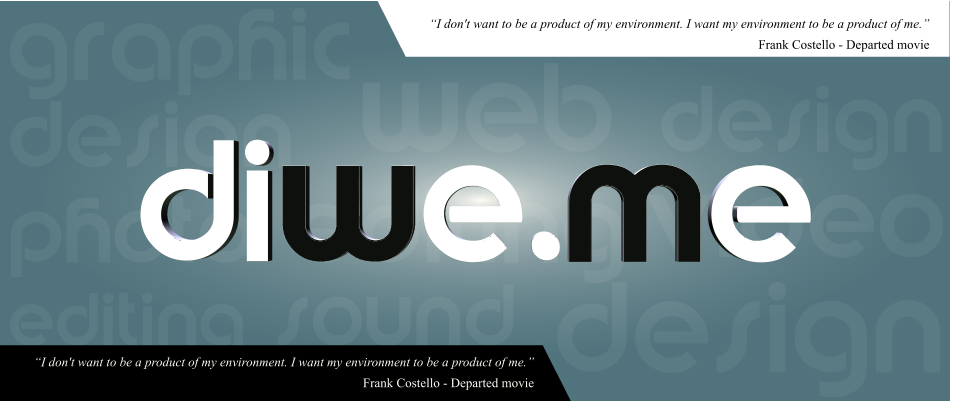 “I don't want to be a product of my environment. I want my environment to be a product of me.”
Frank Costello - Departed movie
graphic
web
design
design
diwe.me
video
editing
sound
design
“I don't want to be a product of my environment. I want my environment to be a product of me.”
Frank Costello - Departed movie